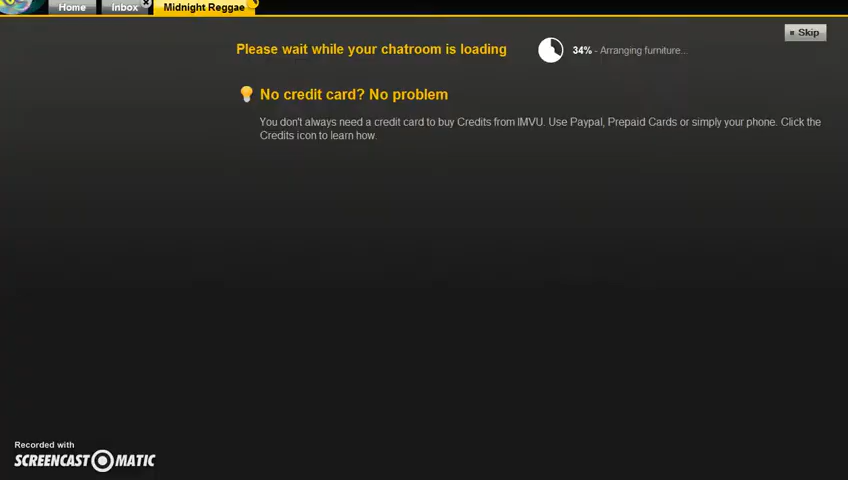 Home
Inbox
Midnight Reggae
Skip
Please wait while your chatroom is loading
34% - Arranging furniture...
No credit card? No problem
You don't always need a credit card to buy Credits from IMVU. Use Paypal, Prepaid Cards or simply your phone. Click the
Credits icon to learn how.
Recorded with
SCREENCAST MATIC